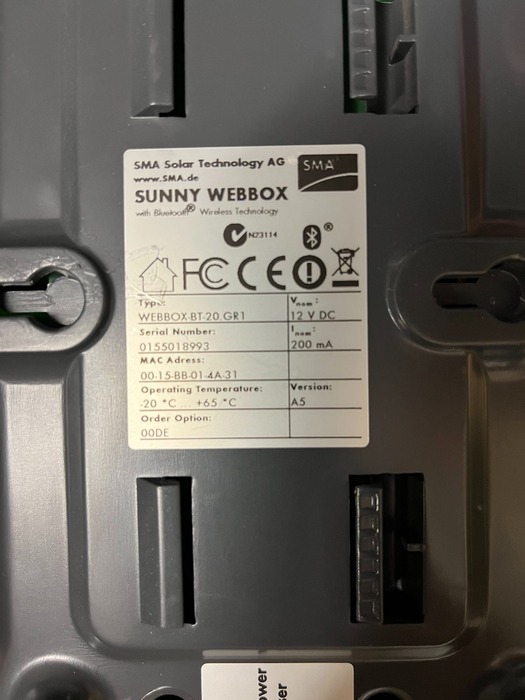 SMA Solar Technology AG
SMA
www.SMA.de
SUNNY WEBBOX
with Bluetooth® Wireless Technology
N23114
®
FC CE
Type: Vnom :
WEBBOX-BT-20.GR1 12 V DC
Serial Number: Inom :
0155018993 200 mA
MAC Adress:
00-15-BB-01-4A-31
Operating Temperature: Version:
-20 °C ... +65 °C A5
Order Option:
00DE